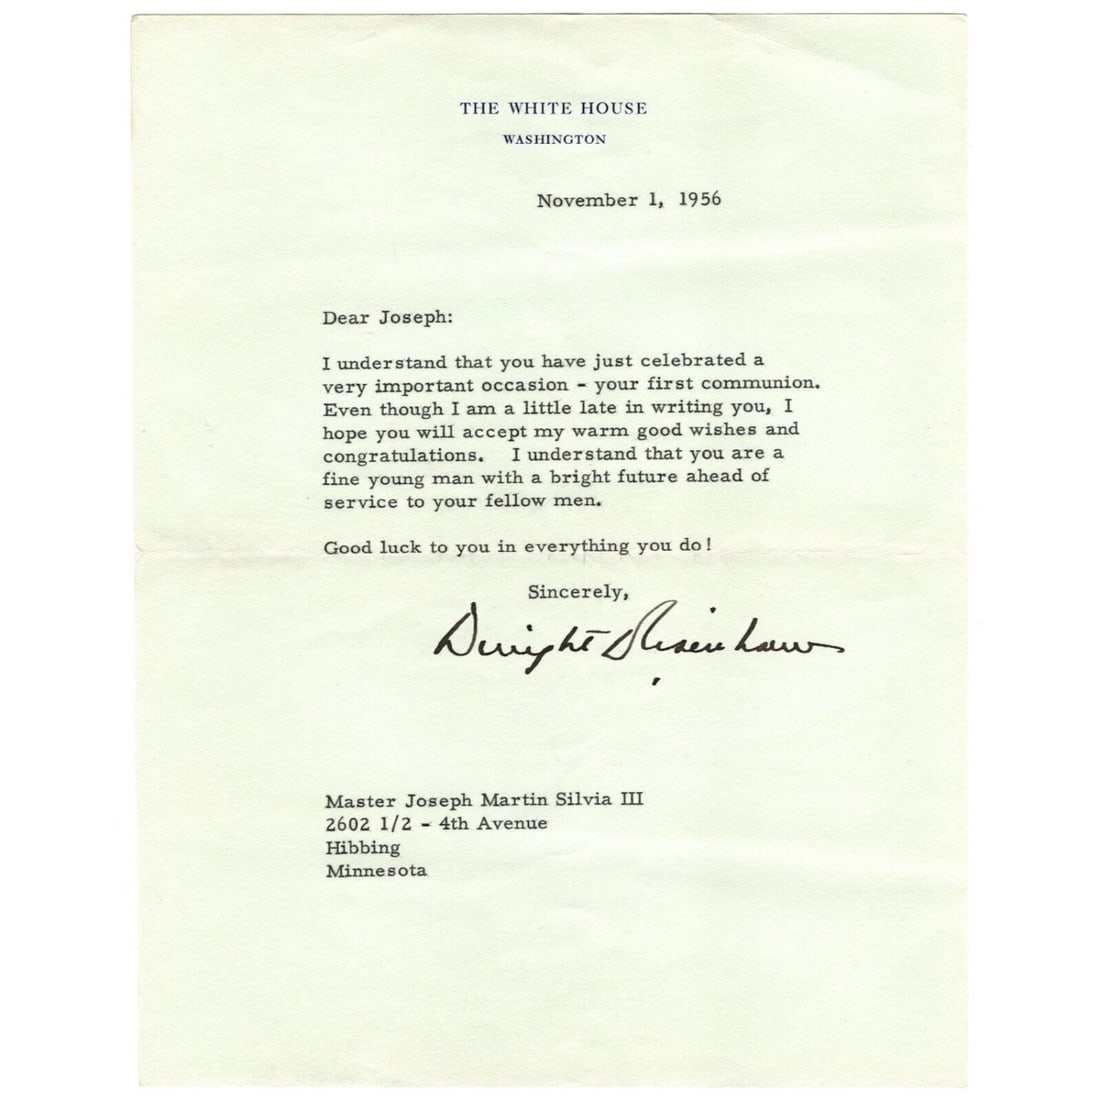 THE WHITE HOUSE
WASHINGTON
November 1, 1956
Dear Joseph:
I understand that you have just celebrated a
very important occasion - your first communion.
Even though I am a little late in writing you, I
hope you will accept my warm good wishes and
congratulations. I understand that you are a
fine young man with a bright future ahead of
service to your fellow men.
Good luck to you in everything you do!
Sincerely,
Dwight D Eisenhower
Master Joseph Martin Silvia III
2602 1/2 - 4th Avenue
Hibbing
Minnesota